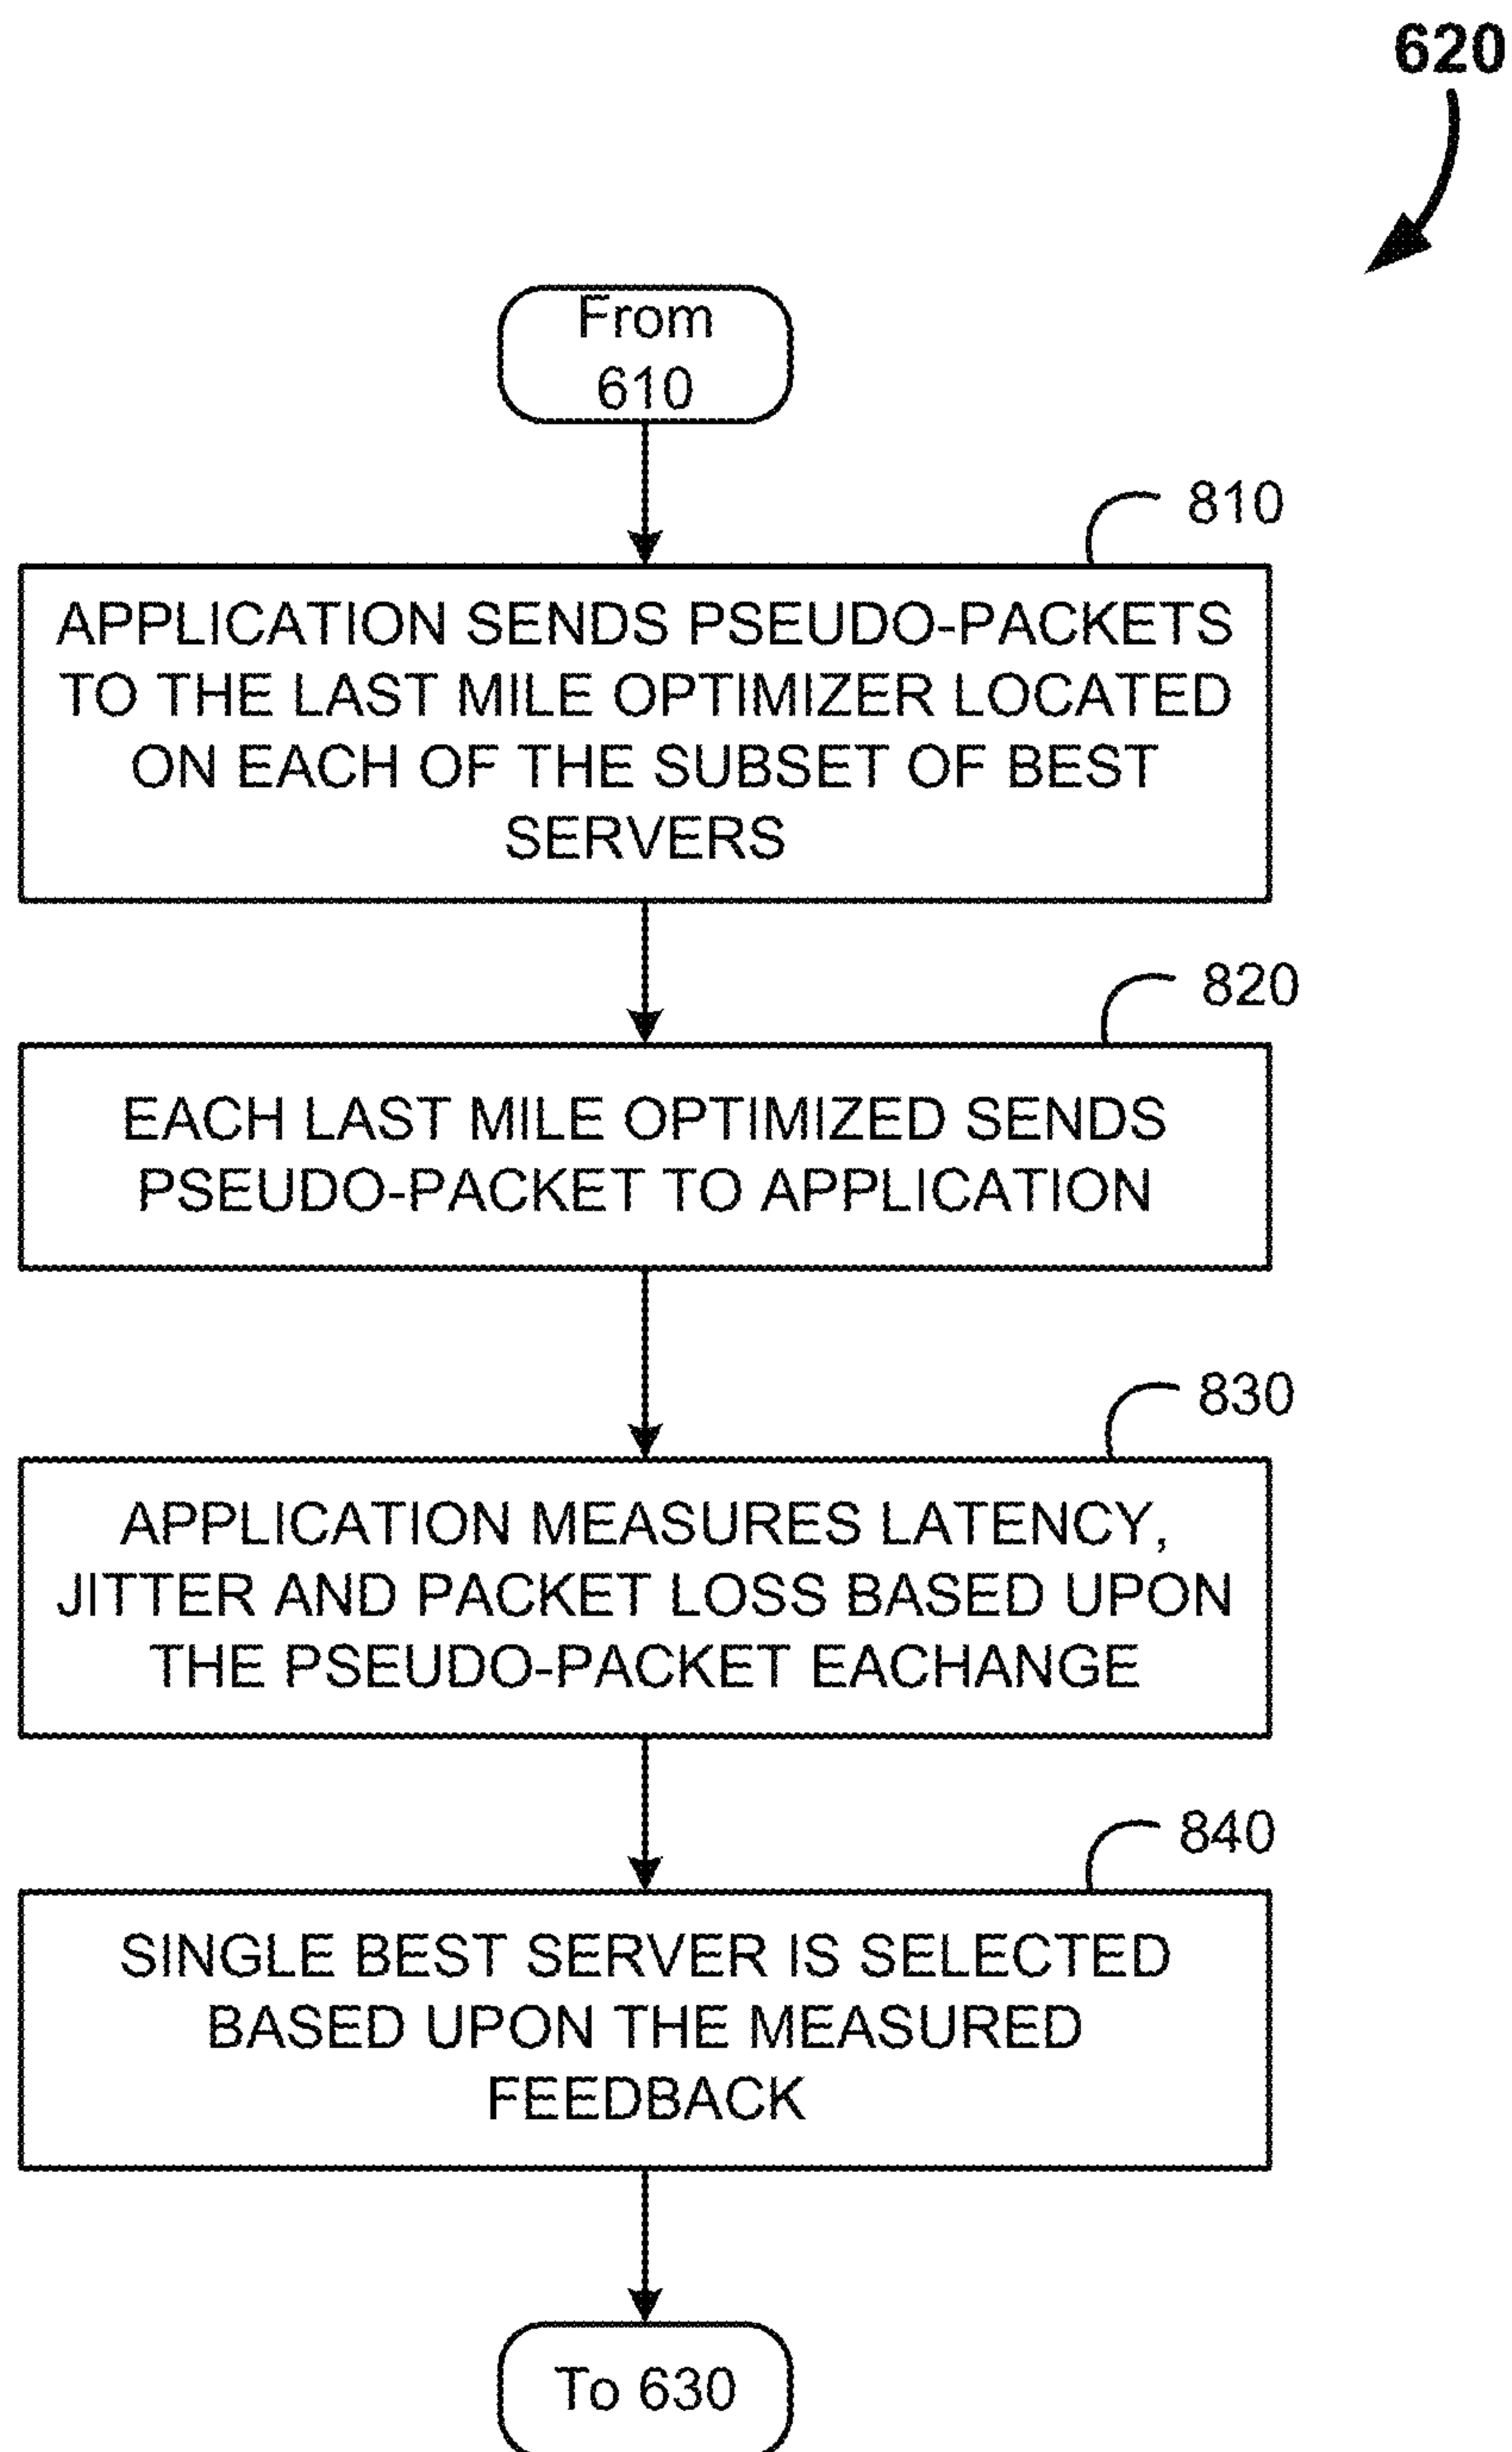 620
From
610
810
APPLICATION SENDS PSEUDO-PACKETS
TO THE LAST MILE OPTIMIZER LOCATED
ON EACH OF THE SUBSET OF BEST
SERVERS
820
EACH LAST MILE OPTIMIZED SENDS
PSEUDO-PACKET TO APPLICATION
830
APPLICATION MEASURES LATENCY,
JITTER AND PACKET LOSS BASED UPON
THE PSEUDO-PACKET EACHANGE
840
SINGLE BEST SERVER IS SELECTED
BASED UPON THE MEASURED
FEEDBACK
To 630